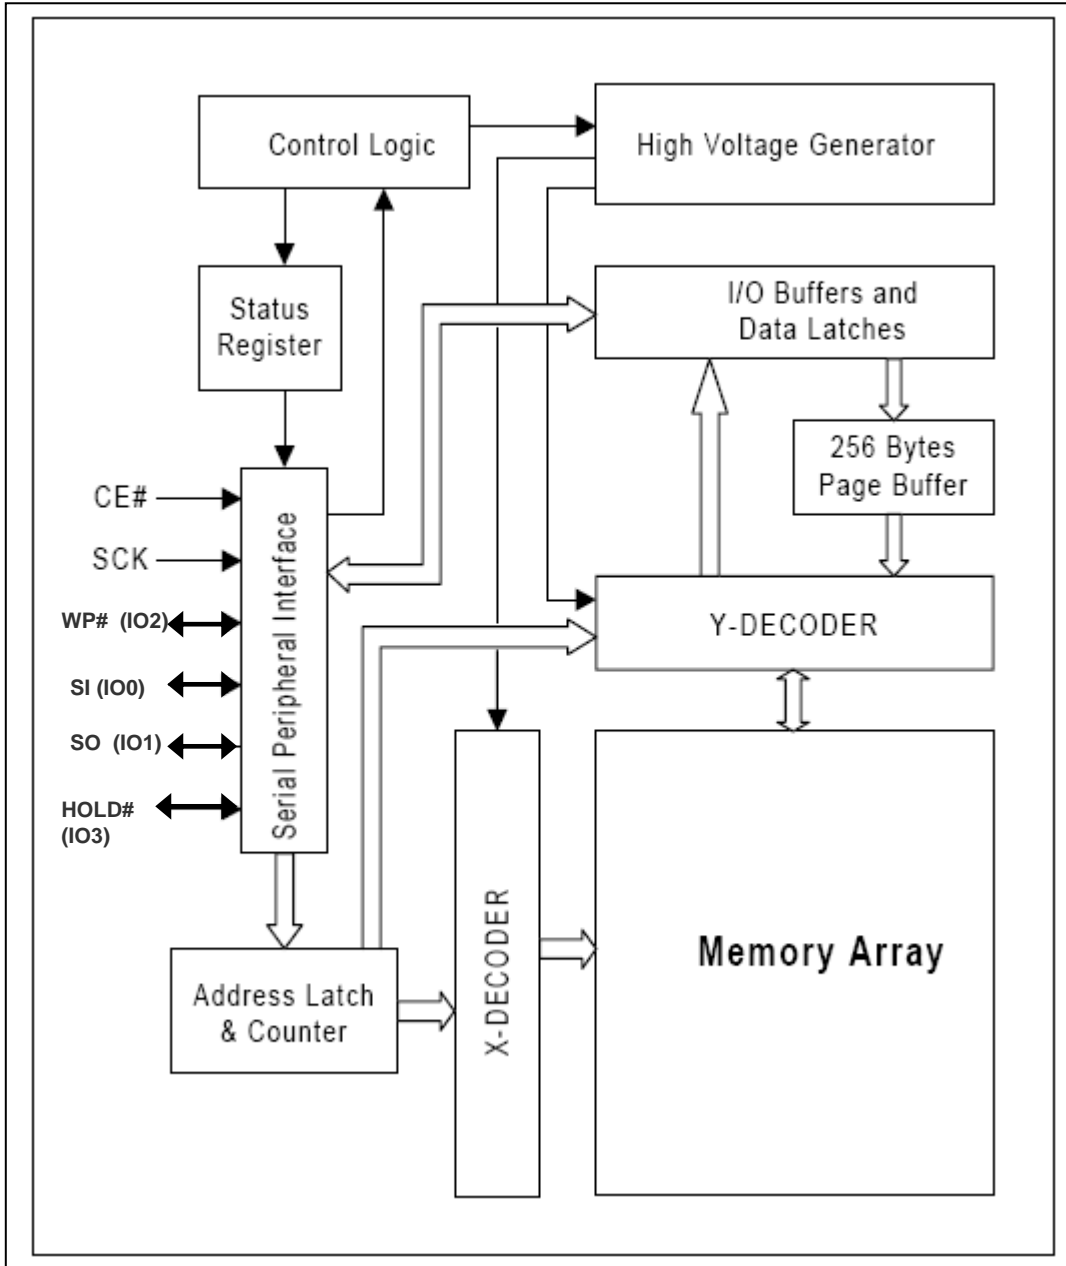 Control Logic
High Voltage Generator
Status
Register
I/O Buffers and
Data Latches
256 Bytes
Page Buffer
CE#
SCK
WP# (IO2)
SI (IO0)
SO (IO1)
HOLD#
(IO3)
Serial Peripheral Interface
Y-DECODER
Address Latch
& Counter
X-DECODER
Memory Array